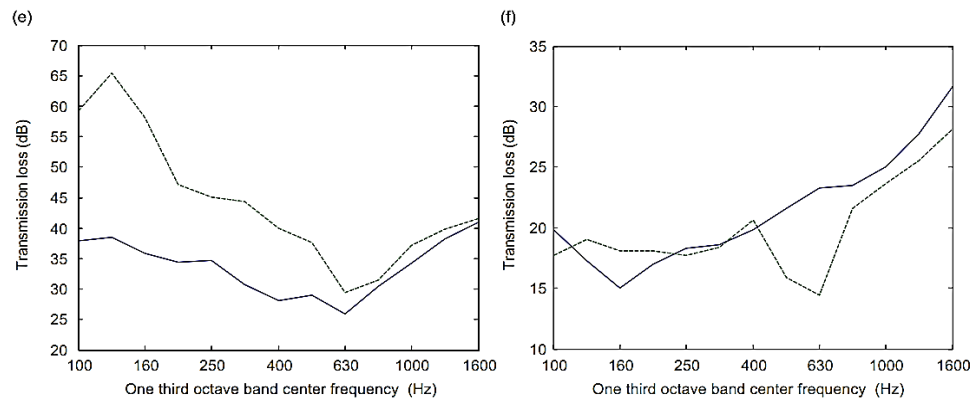 (e)
70
65
60
55
50
45
40
35
30
25
20
Transmission loss (dB)
100 160 250 400 630 1000 1600
One third octave band center frequency (Hz)
(f)
35
30
25
20
15
10
Transmission loss (dB)
100 160 250 400 630 1000 1600
One third octave band center frequency (Hz)